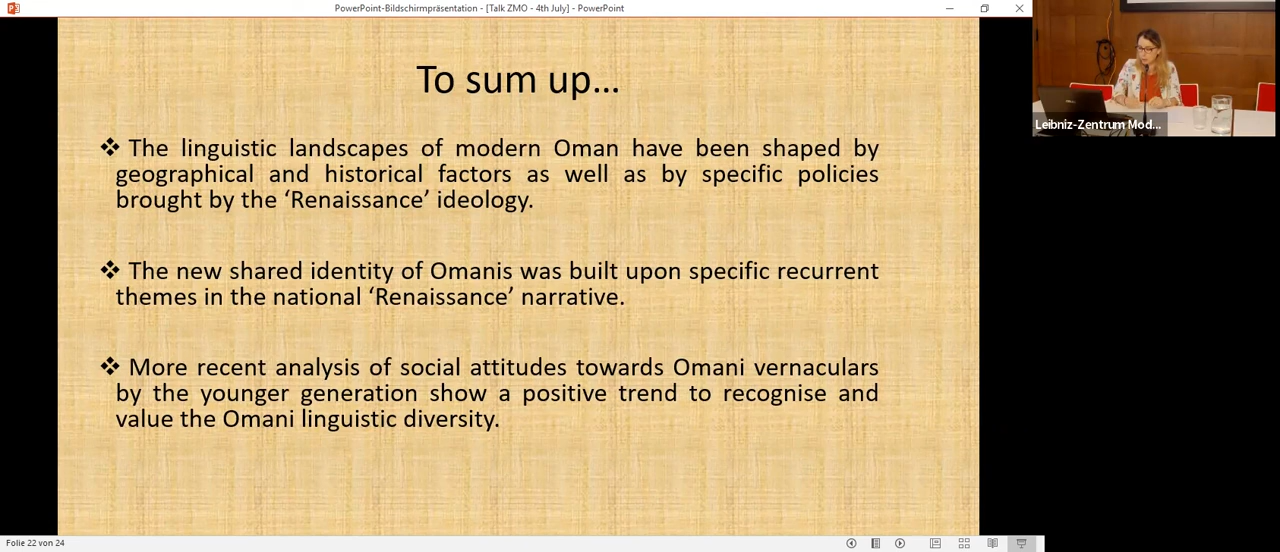 PowerPoint-Bildschirmpräsentation - [Talk ZMO - 4th July] - PowerPoint
To sum up...
❖ The linguistic landscapes of modern Oman have been shaped by
geographical and historical factors as well as by specific policies
brought by the ‘Renaissance’ ideology.
❖ The new shared identity of Omanis was built upon specific recurrent
themes in the national ‘Renaissance’ narrative.
❖ More recent analysis of social attitudes towards Omani vernaculars
by the younger generation show a positive trend to recognise and
value the Omani linguistic diversity.
Leibniz-Zentrum Mod...
Folie 22 von 24